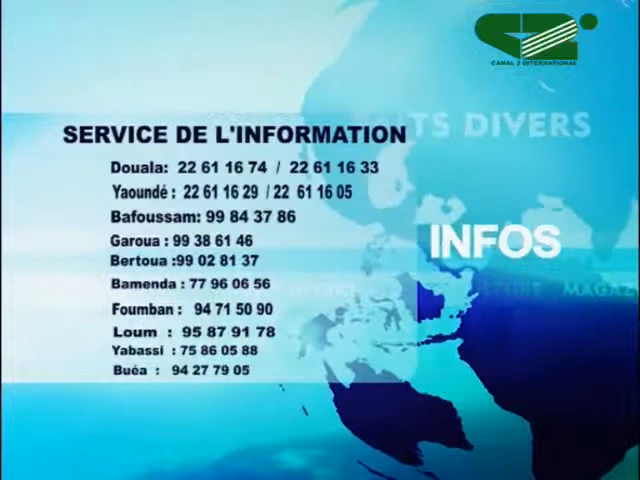 CANAL 2 INTERNATIONAL
ITS DIVERS
SERVICE DE L'INFORMATION
Douala: 22 61 16 74 / 22 61 16 33
Yaoundé : 22 61 16 29 / 22 61 16 05
Bafoussam: 99 84 37 86
Garoua : 99 38 61 46
INFOS
Bertoua :99 02 81 37
Bamenda : 77 96 06 56
MAGAZ
Foumban : 94 71 50 90
Loum : 95 87 91 78
Yabassi : 75 86 05 88
Buéa : 94 27 79 05